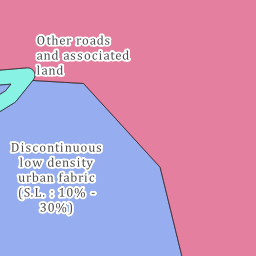 Other roads
and associated
land
Discontinuous
low density
urban fabric
(S.L. : 10% -
30%)